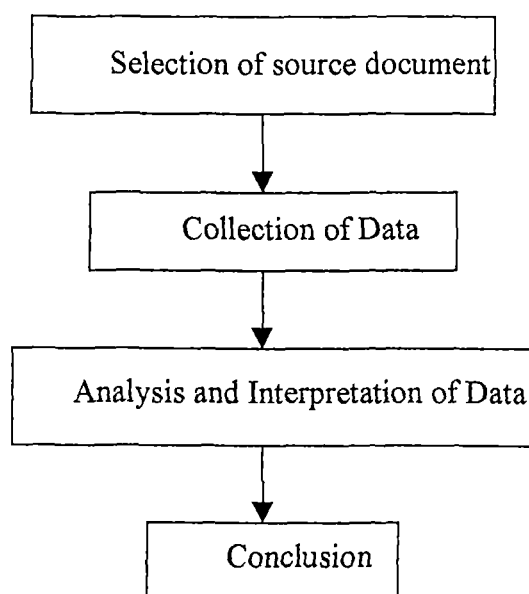 Selection of source document
Collection of Data
Analysis and Interpretation of Data
Conclusion